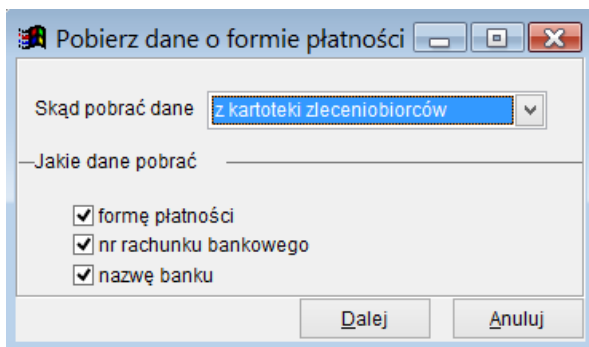 Pobierz dane o formie płatności
Skąd pobrać dane z kartoteki zleceniobiorców
Jakie dane pobrać
formę płatności
nr rachunku bankowego
nazwę banku
Dalej Anuluj